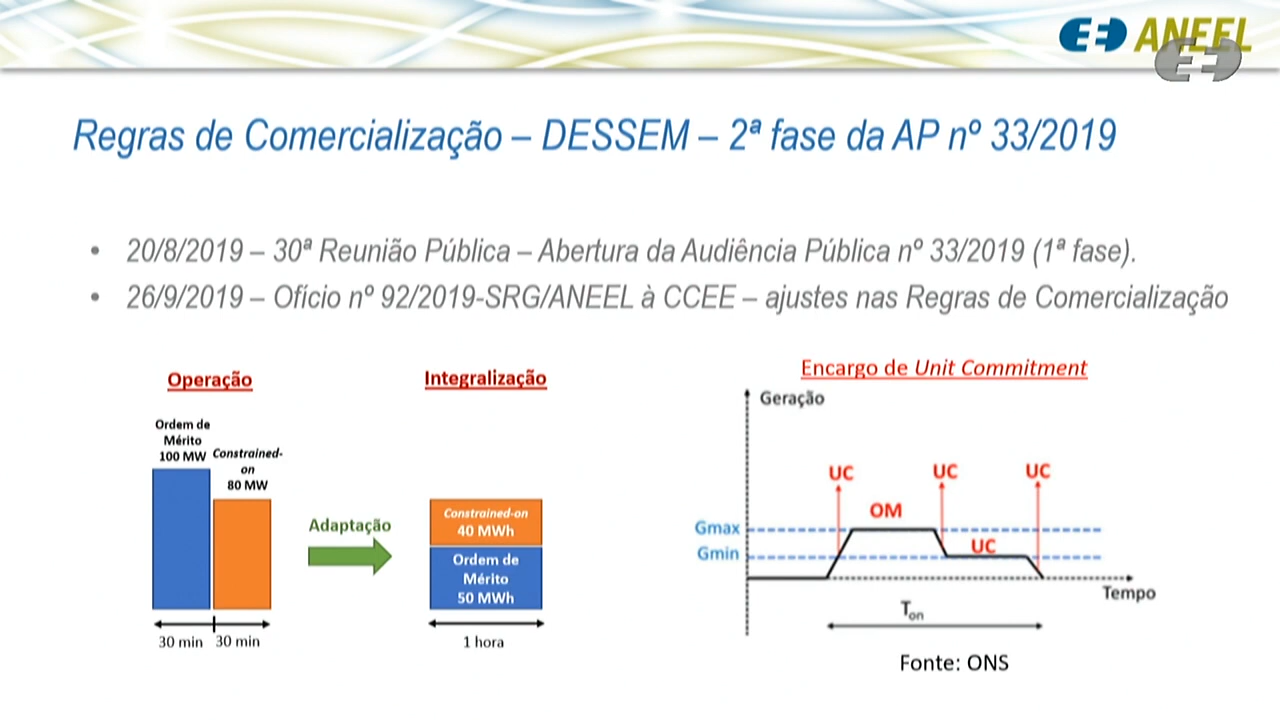 ANEEL
Regras de Comercialização – DESSEM – 2ª fase da AP nº 33/2019
• 20/8/2019 – 30ª Reunião Pública – Abertura da Audiência Pública nº 33/2019 (1ª fase).
• 26/9/2019 – Ofício nº 92/2019-SRG/ANEEL à CCEE – ajustes nas Regras de Comercialização
Operação
Ordem de
Mérito
100 MW
Constrained-
on
80 MW
30 min
30 min
Adaptação
Integralização
Constrained-on
40 MWh
Ordem de
Mérito
50 MWh
1 hora
Encargo de Unit Commitment
Geração
UC
UC
UC
OM
Gmax
Gmin
UC
Tempo
Ton
Fonte: ONS